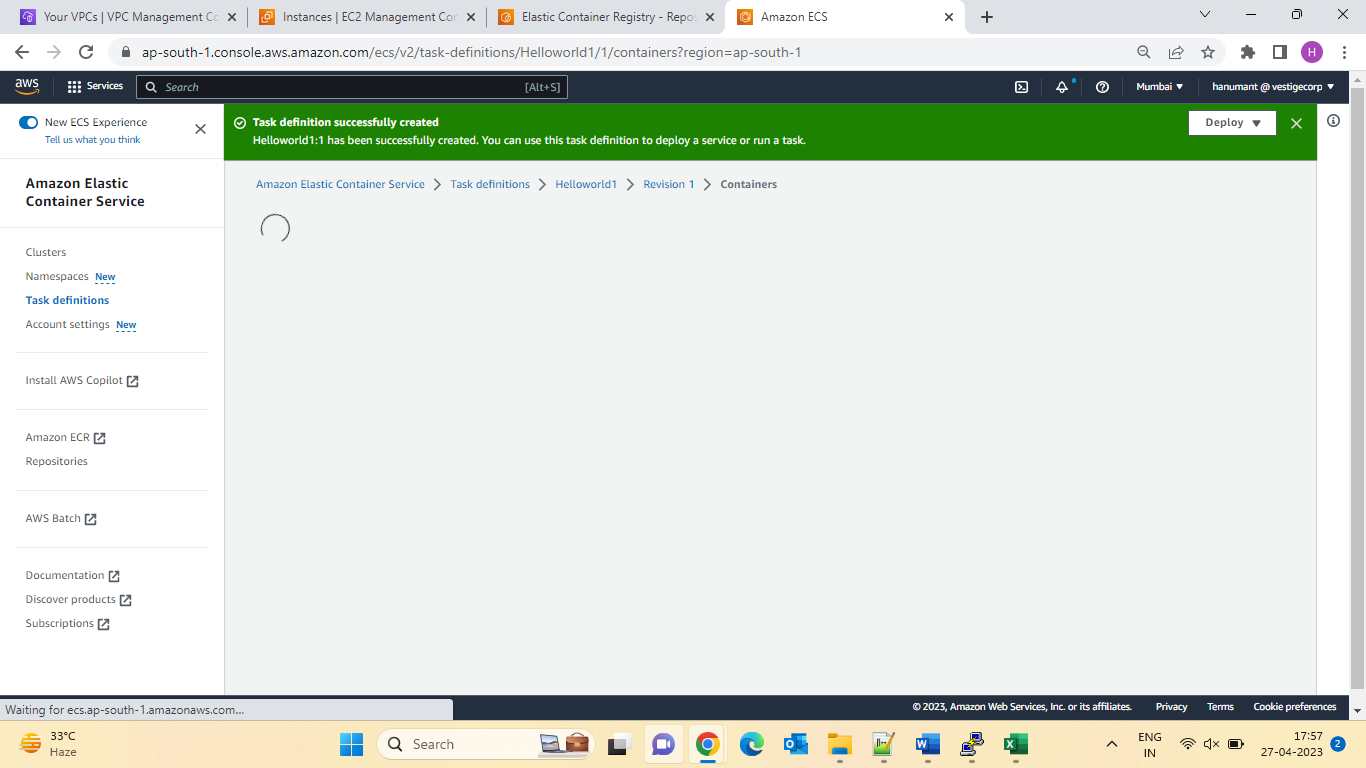 Your VPCs | VPC Management Co
Instances | EC2 Management Con
Elastic Container Registry - Repos
Amazon ECS
ap-south-1.console.aws.amazon.com/ecs/v2/task-definitions/Helloworld1/1/containers?region=ap-south-1
H
aws
Services
Search
[Alt+S]
Mumbai
hanumant @ vestigecorp
New ECS Experience
Tell us what you think
Task definition successfully created
Helloworld1:1 has been successfully created. You can use this task definition to deploy a service or run a task.
Deploy
Amazon Elastic Container Service
Task definitions
Helloworld1
Revision 1
Containers
Amazon Elastic
Container Service
Clusters
Namespaces New
Task definitions
Account settings New
Install AWS Copilot
Amazon ECR
Repositories
AWS Batch
Documentation
Discover products
Subscriptions
Waiting for ecs.ap-south-1.amazonaws.com...
© 2023, Amazon Web Services, Inc. or its affiliates.
Privacy
Terms
Cookie preferences
33°C
Haze
Search
ENG
IN
17:57
27-04-2023
2